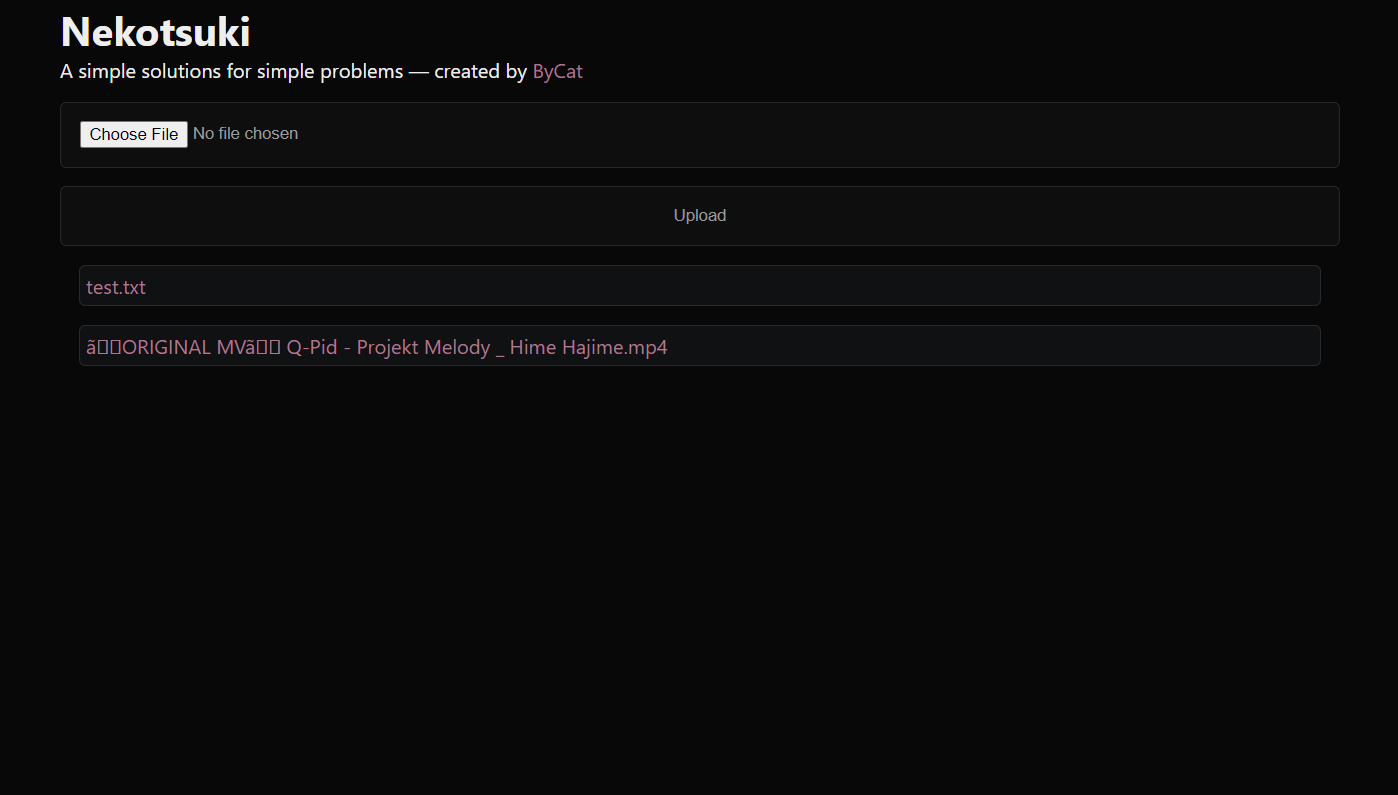 Nekotsuki
A simple solutions for simple problems — created by ByCat
Choose File No file chosen
Upload
test.txt
ã▯▯ORIGINAL MVã▯▯ Q-Pid - Projekt Melody _ Hime Hajime.mp4